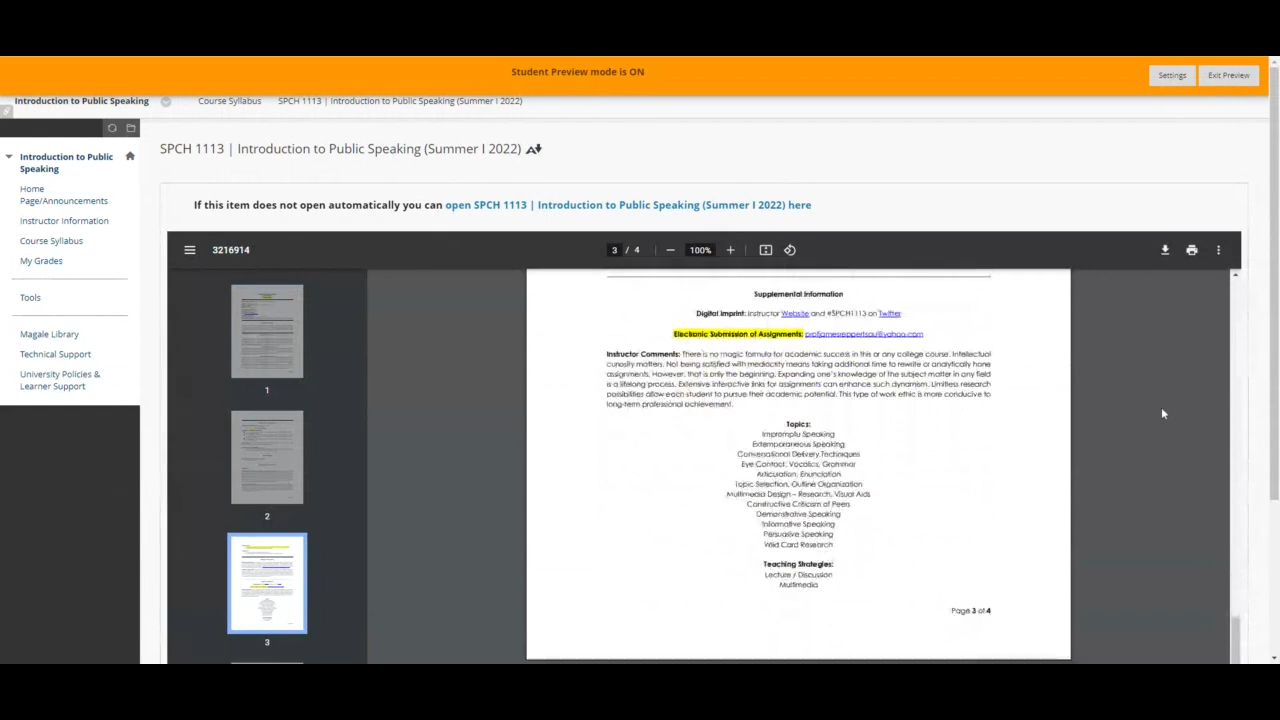 Student Preview mode is ON
Settings
Exit Preview
Introduction to Public Speaking
Course Syllabus
SPCH 1113 | Introduction to Public Speaking (Summer I 2022)
Introduction to Public
Speaking
Home
Page/Announcements
Instructor Information
Course Syllabus
My Grades
Tools
Magale Library
Technical Support
University Policies &
Learner Support
SPCH 1113 | Introduction to Public Speaking (Summer I 2022)
If this item does not open automatically you can open SPCH 1113 | Introduction to Public Speaking (Summer I 2022) here
3216914
3 / 4
100%
1
2
3
Supplemental Information
Digital Imprint: Instructor Website and #SPCH1113 on Twitter
Electronic Submission of Assignments: profjamesreppertsau@yahoo.com
Instructor Comments: There is no magic formula for academic success in this or any college course. Intellectual
curiosity matters. Not being satisfied with mediocrity means taking additional time to rewrite or analytically hone
assignments. However, that is only the beginning. Expanding one's knowledge of the subject matter in any field
is a lifelong process. Extensive interactive links for assignments can enhance such dynamism. Limitless research
possibilities allow each student to pursue their academic potential. This type of work ethic is more conducive to
long-term professional achievement.
Topics:
Impromptu Speaking
Extemporaneous Speaking
Conversational Delivery Techniques
Eye Contact, Vocalics, Grammar
Articulation, Enunciation
Topic Selection, Outline Organization
Multimedia Design – Research, Visual Aids
Constructive Criticism of Peers
Demonstrative Speaking
Informative Speaking
Persuasive Speaking
Wild Card Research
Teaching Strategies:
Lecture / Discussion
Multimedia
Page 3 of 4